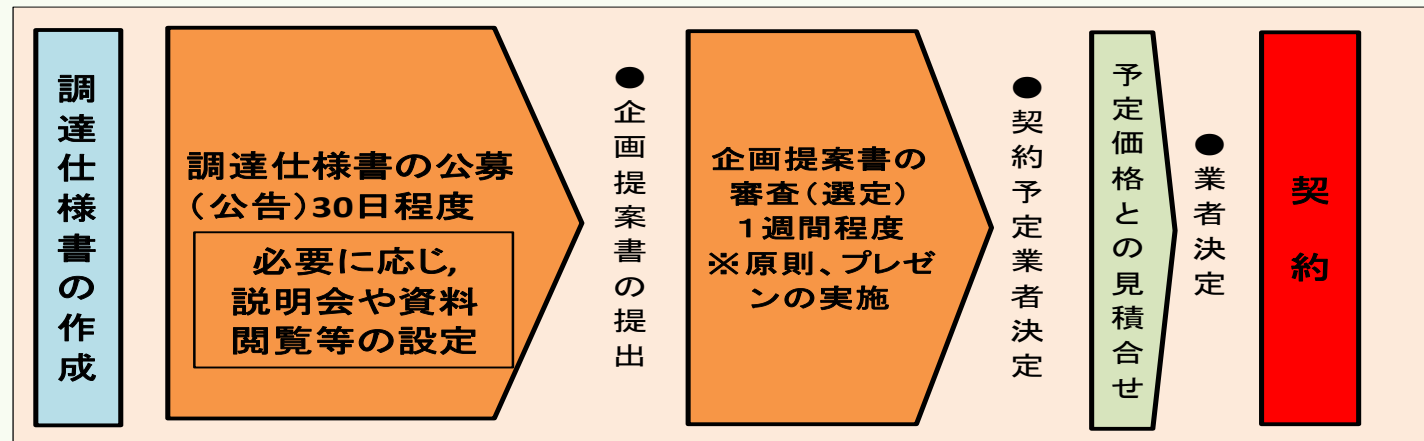 調達仕様書の作成
調達仕様書の公募
(公告)30日程度
必要に応じ,
説明会や資料
閲覧等の設定
●企画提案書の提出
企画提案書の
審査(選定)
1週間程度
※原則、プレゼ
ンの実施
●契約予定業者決定
予定価格との見積合せ
●業者決定
契約